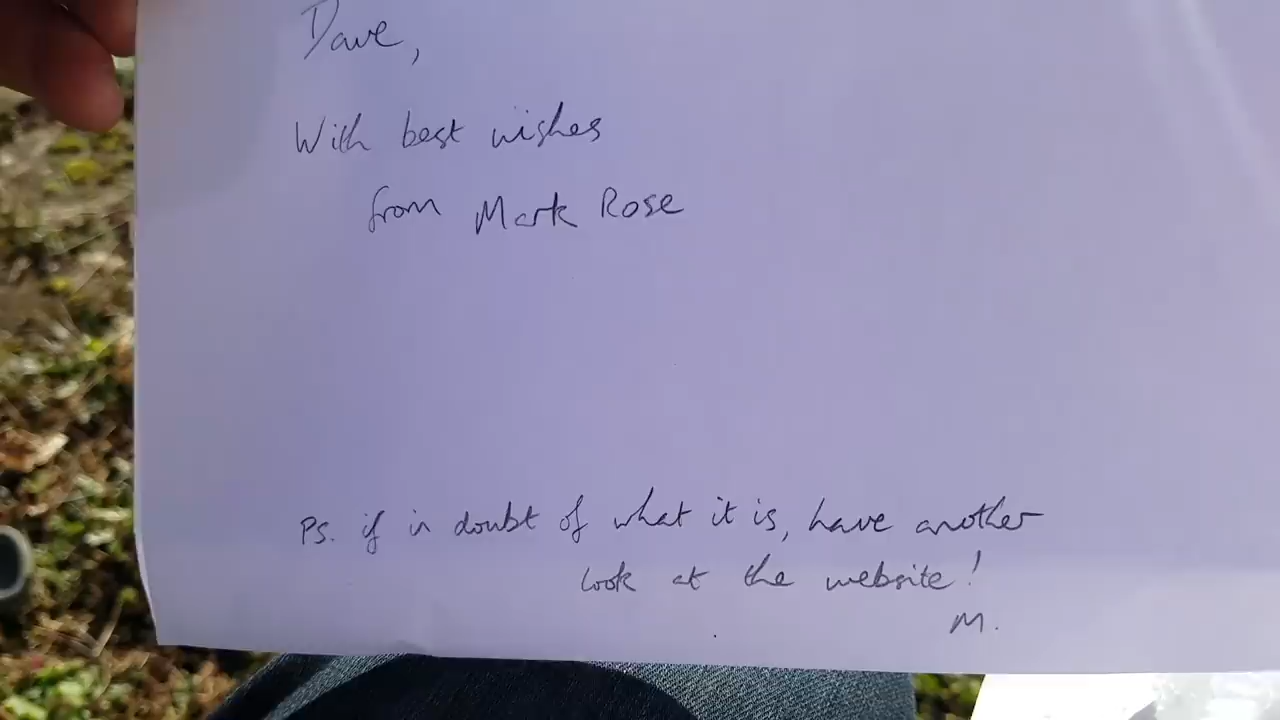 Dave,
With best wishes
from Mark Rose
Ps. if in doubt of what it is, have another
look at the website!
M.